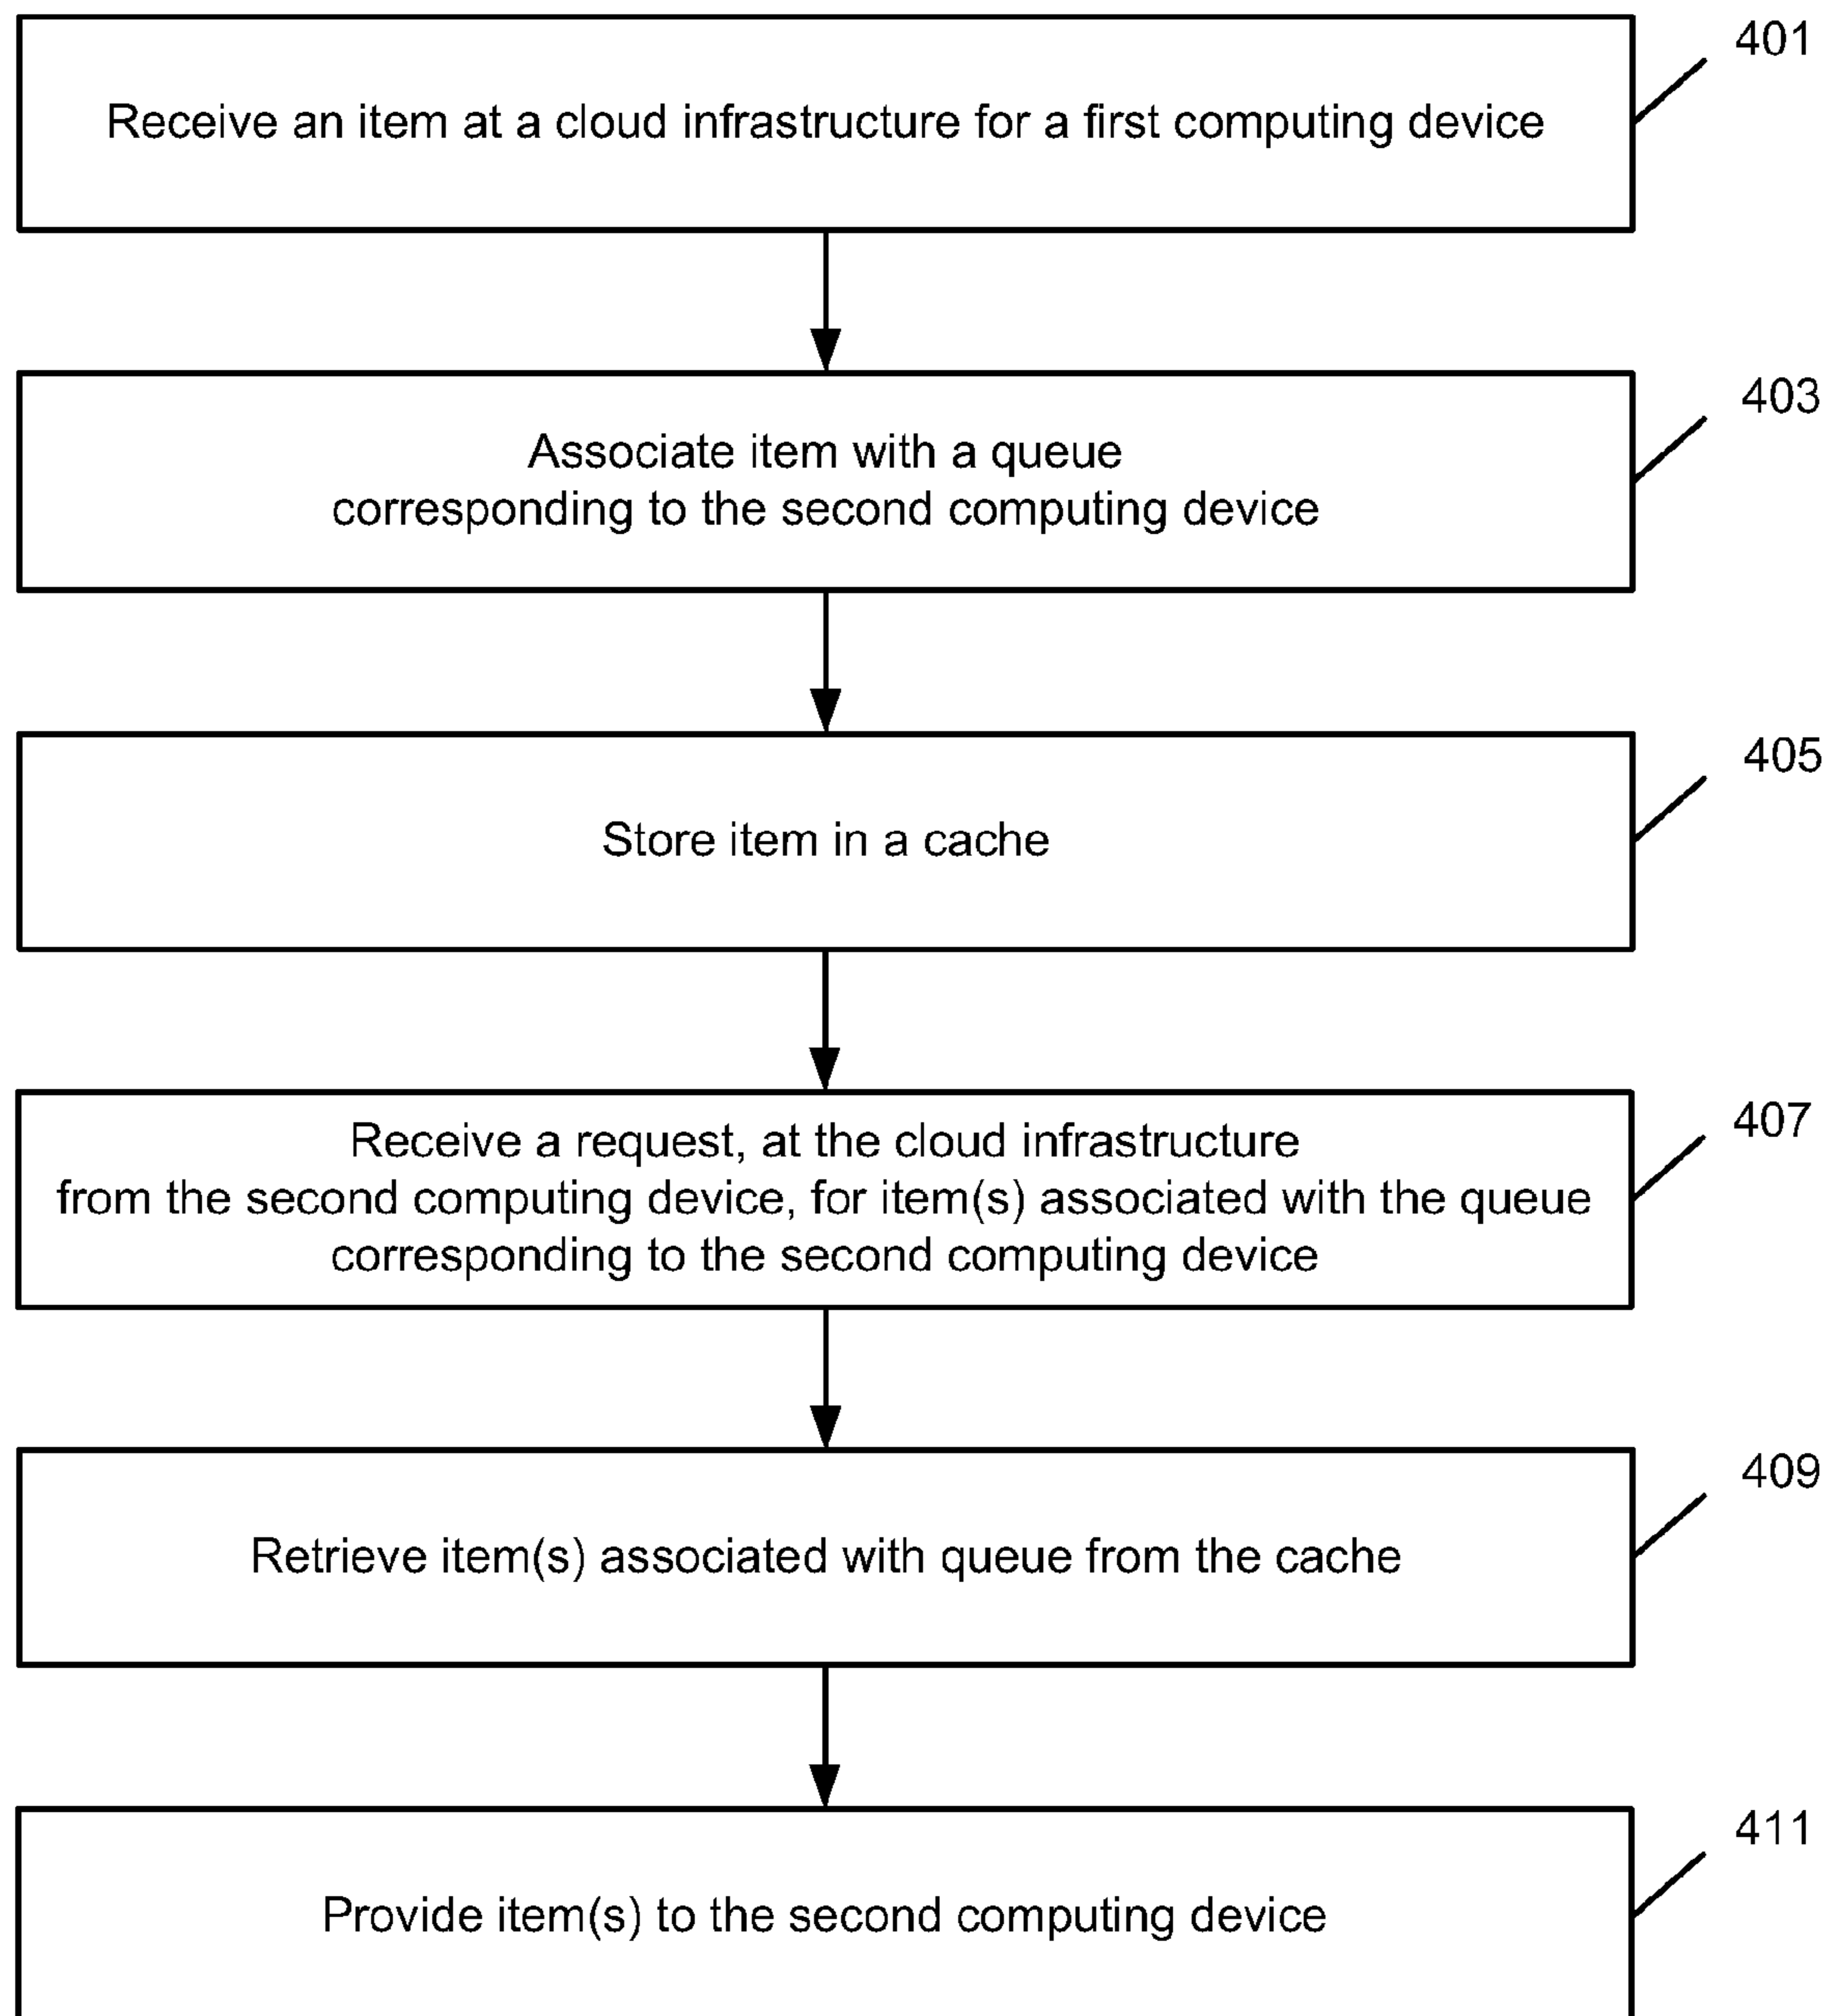 401
Receive an item at a cloud infrastructure for a first computing device
403
Associate item with a queue
corresponding to the second computing device
405
Store item in a cache
407
Receive a request, at the cloud infrastructure
from the second computing device, for item(s) associated with the queue
corresponding to the second computing device
409
Retrieve item(s) associated with queue from the cache
411
Provide item(s) to the second computing device